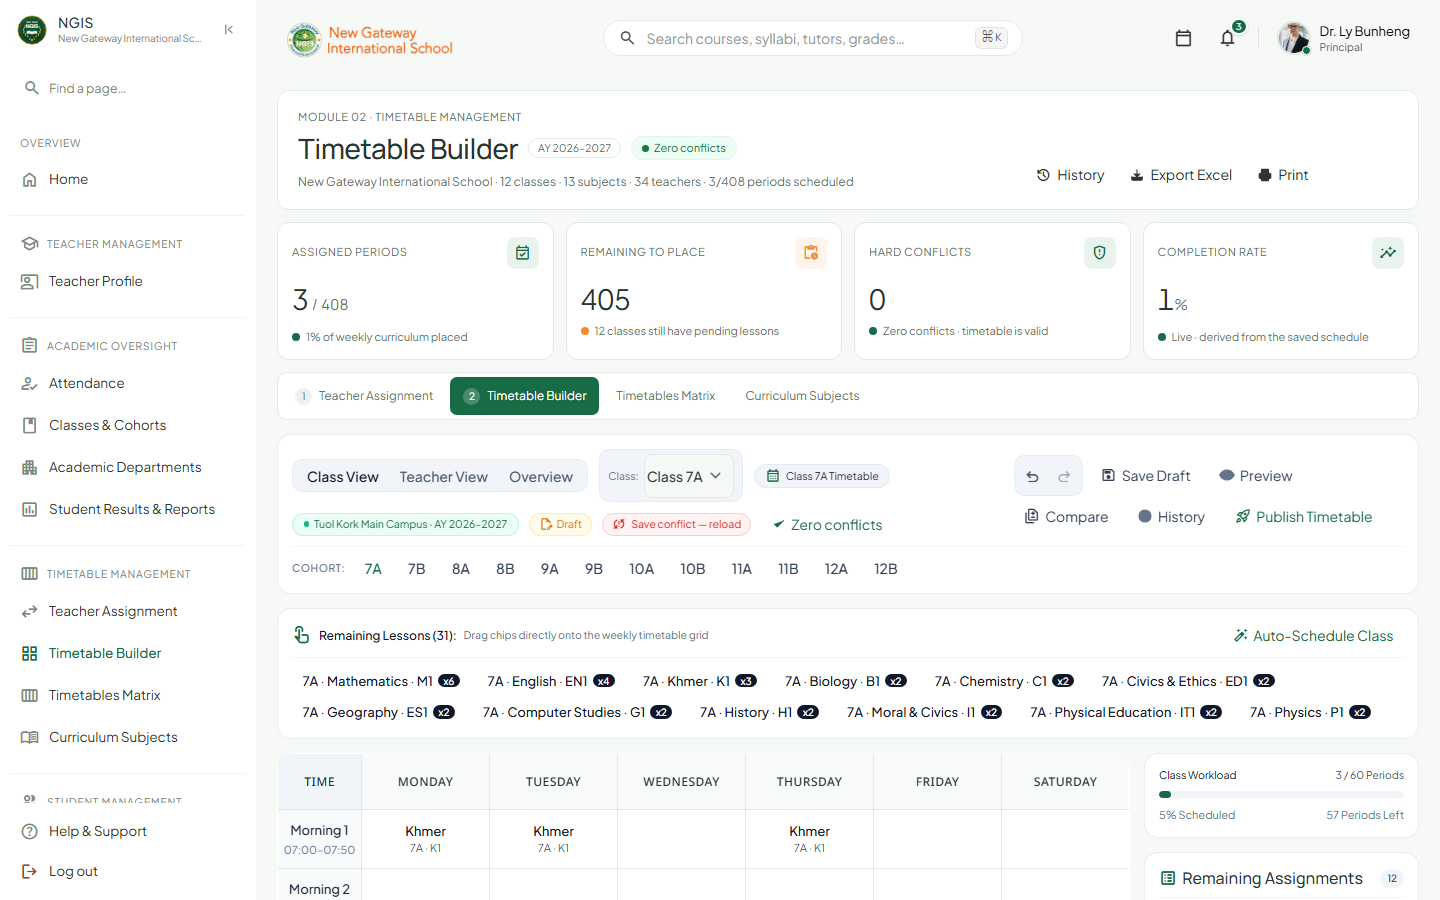 NGIS
New Gateway International Sc...
Find a page...
OVERVIEW
Home
TEACHER MANAGEMENT
Teacher Profile
ACADEMIC OVERSIGHT
Attendance
Classes & Cohorts
Academic Departments
Student Results & Reports
TIMETABLE MANAGEMENT
Teacher Assignment
Timetable Builder
Timetables Matrix
Curriculum Subjects
STUDENT MANAGEMENT
Help & Support
Log out
New Gateway
International School
Search courses, syllabi, tutors, grades...
⌘K
3
Dr. Ly Bunheng
Principal
MODULE 02 · TIMETABLE MANAGEMENT
Timetable Builder
AY 2026–2027
Zero conflicts
New Gateway International School · 12 classes · 13 subjects · 34 teachers · 3/408 periods scheduled
History
Export Excel
Print
ASSIGNED PERIODS
3 / 408
1% of weekly curriculum placed
REMAINING TO PLACE
405
12 classes still have pending lessons
HARD CONFLICTS
0
Zero conflicts · timetable is valid
COMPLETION RATE
1%
Live · derived from the saved schedule
1 Teacher Assignment
2 Timetable Builder
Timetables Matrix
Curriculum Subjects
Class View
Teacher View
Overview
Class: Class 7A
Class 7A Timetable
Save Draft
Preview
Tuol Kork Main Campus · AY 2026–2027
Draft
Save conflict — reload
Zero conflicts
Compare
History
Publish Timetable
COHORT: 7A 7B 8A 8B 9A 9B 10A 10B 11A 11B 12A 12B
Remaining Lessons (31): Drag chips directly onto the weekly timetable grid
Auto-Schedule Class
7A · Mathematics · M1 x6
7A · English · EN1 x4
7A · Khmer · K1 x3
7A · Biology · B1 x2
7A · Chemistry · C1 x2
7A · Civics & Ethics · ED1 x2
7A · Geography · ES1 x2
7A · Computer Studies · G1 x2
7A · History · H1 x2
7A · Moral & Civics · I1 x2
7A · Physical Education · IT1 x2
7A · Physics · P1 x2
TIME MONDAY TUESDAY WEDNESDAY THURSDAY FRIDAY SATURDAY
Morning 1
07:00–07:50
Khmer
7A · K1
Khmer
7A · K1
Khmer
7A · K1
Morning 2
Class Workload
3 / 60 Periods
5% Scheduled
57 Periods Left
Remaining Assignments
12